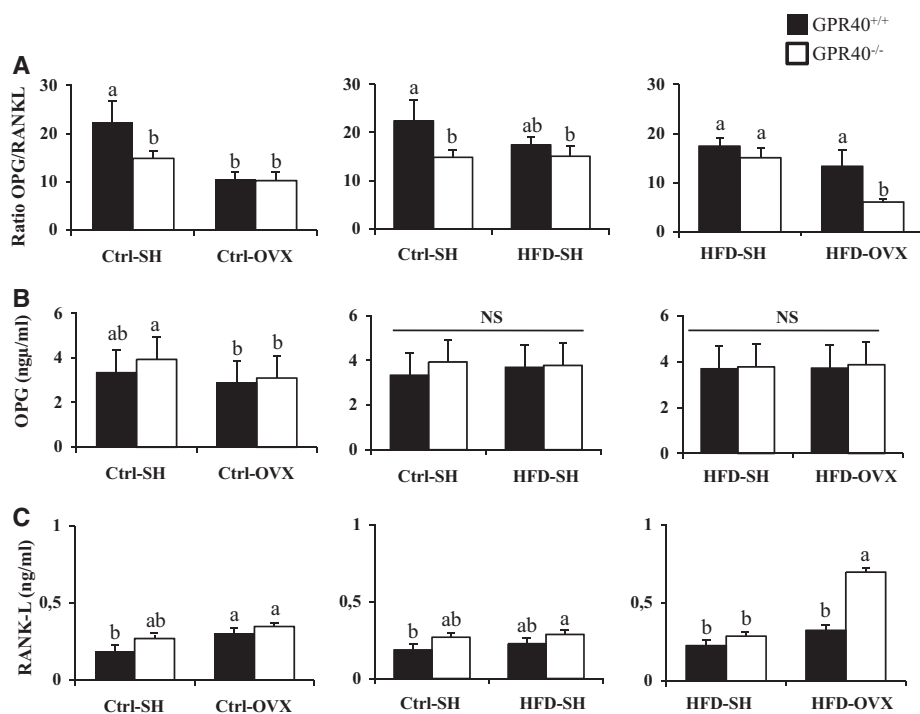 GPR40+/+
GPR40-/-
A
Ratio OPG/RANKL
30
20
10
0
a
b
b
b
Ctrl-SH
Ctrl-OVX
30
20
10
0
a
b
ab
b
Ctrl-SH
HFD-SH
30
20
10
0
a
a
a
b
HFD-SH
HFD-OVX
B
OPG (ngµ/ml)
6
4
2
0
ab
a
b
b
Ctrl-SH
Ctrl-OVX
6
4
2
0
NS
Ctrl-SH
HFD-SH
6
4
2
0
NS
HFD-SH
HFD-OVX
C
RANK-L (ng/ml)
1
0,5
0
b
ab
a
a
Ctrl-SH
Ctrl-OVX
1
0,5
0
b
ab
ab
a
Ctrl-SH
HFD-SH
1
0,5
0
b
b
b
a
HFD-SH
HFD-OVX